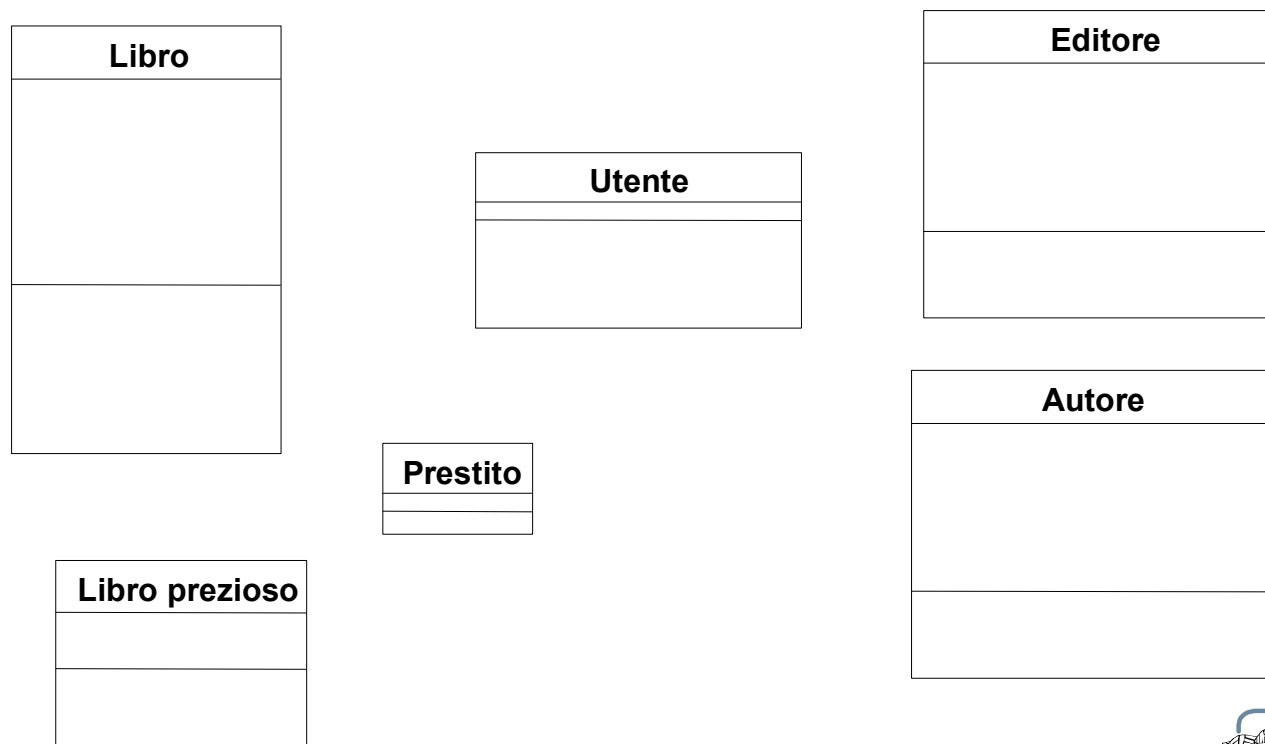 Libro
Editore
Utente
Autore
Prestito
Libro prezioso